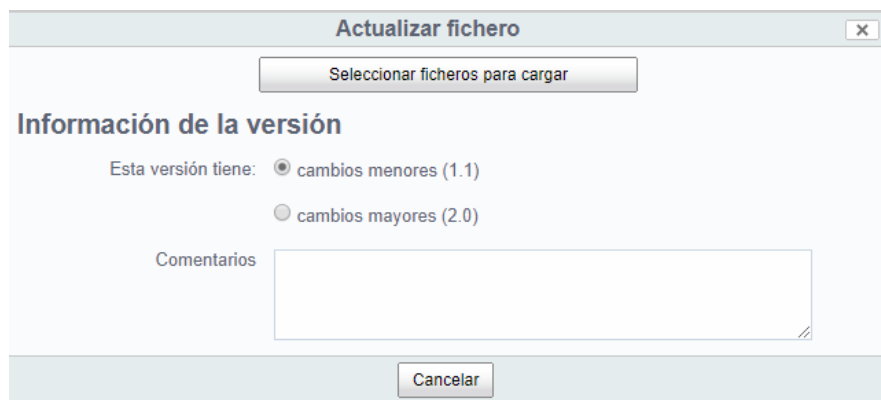 Actualizar fichero
Seleccionar ficheros para cargar
Información de la versión
Esta versión tiene: cambios menores (1.1)
cambios mayores (2.0)
Comentarios
Cancelar